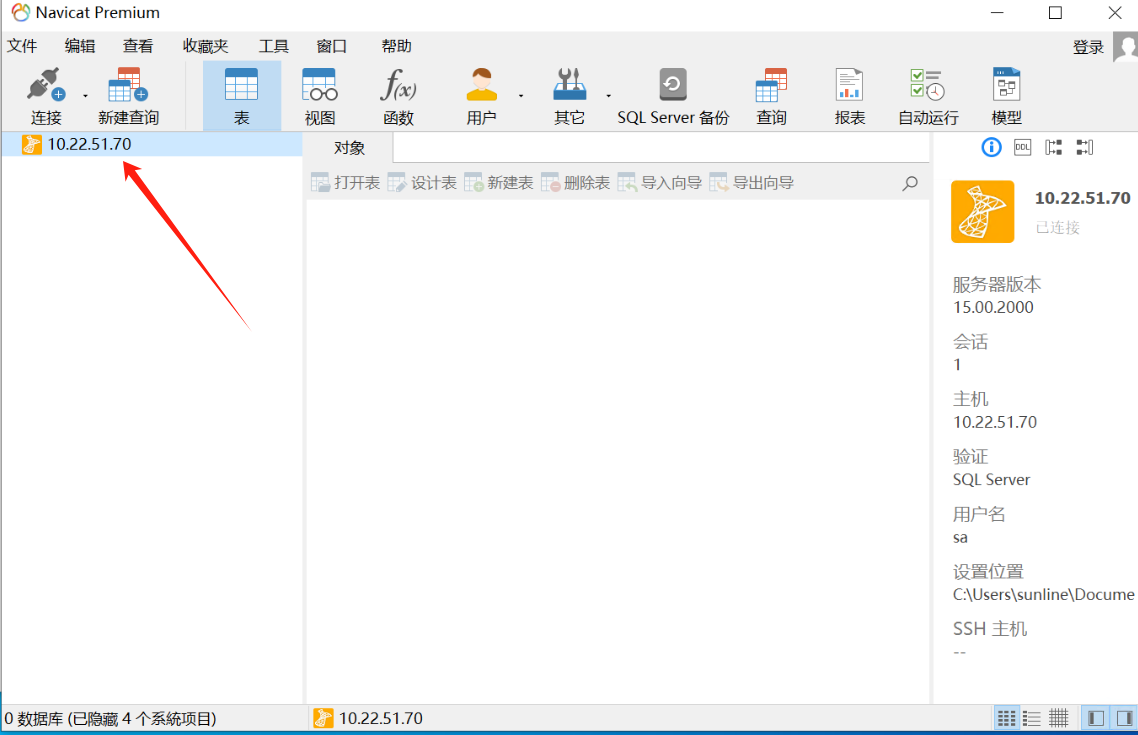 Navicat Premium
文件 编辑 查看 收藏夹 工具 窗口 帮助 登录
连接 新建查询 表 视图 函数 用户 其它 SQL Server 备份 查询 报表 自动运行 模型
f(x)
10.22.51.70
对象
DDL
打开表 设计表 新建表 删除表 导入向导 导出向导
10.22.51.70
已连接
服务器版本
15.00.2000
会话
1
主机
10.22.51.70
验证
SQL Server
用户名
sa
设置位置
C:\Users\sunline\Docume
SSH 主机
--
0 数据库 (已隐藏 4 个系統项目) 10.22.51.70